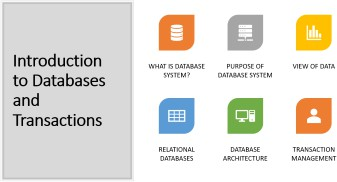 Introduction
to Databases
and
Transactions
WHAT IS DATABASE
SYSTEM?
PURPOSE OF
DATABASE SYSTEM
VIEW OF DATA
RELATIONAL
DATABASES
DATABASE
ARCHITECTURE
TRANSACTION
MANAGEMENT